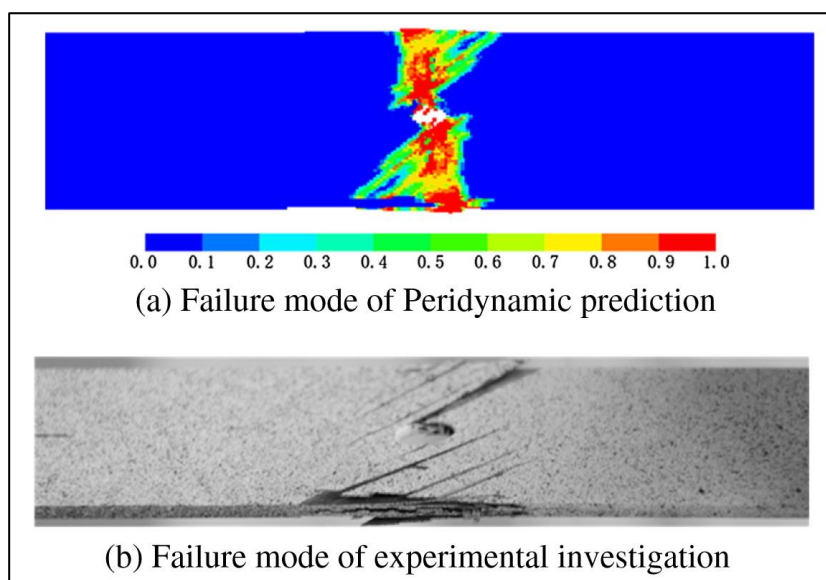 0.0 0.1 0.2 0.3 0.4 0.5 0.6 0.7 0.8 0.9 1.0
(a) Failure mode of Peridynamic prediction
(b) Failure mode of experimental investigation